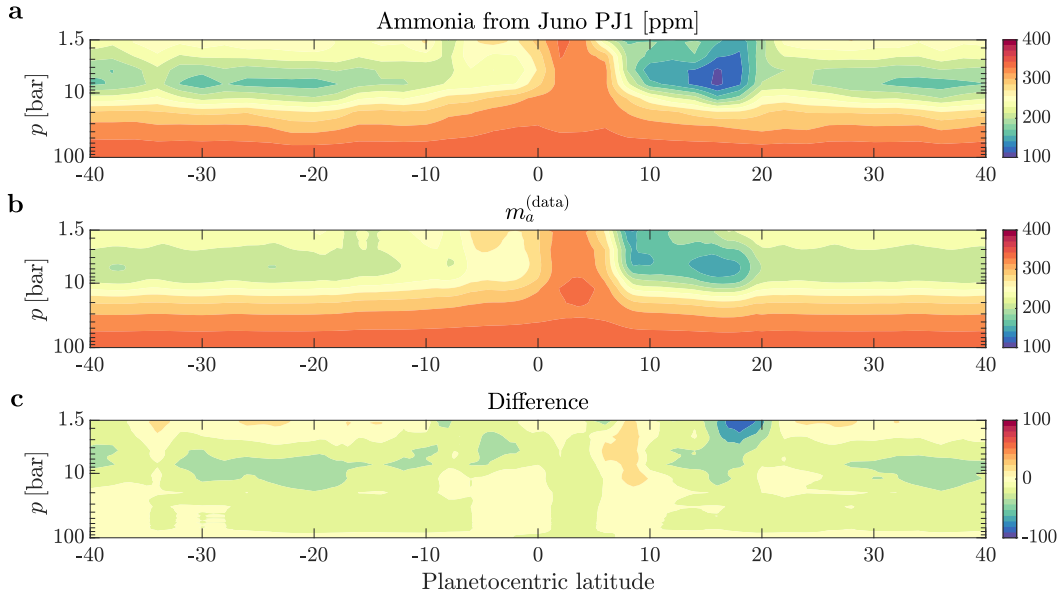 a
Ammonia from Juno PJ1 [ppm]
1.5
10
100
p [bar]
-40 -30 -20 -10 0 10 20 30 40
400
300
200
100
b
m_a^(data)
1.5
10
100
p [bar]
-40 -30 -20 -10 0 10 20 30 40
400
300
200
100
c
Difference
1.5
10
100
p [bar]
-40 -30 -20 -10 0 10 20 30 40
Planetocentric latitude
100
0
-100